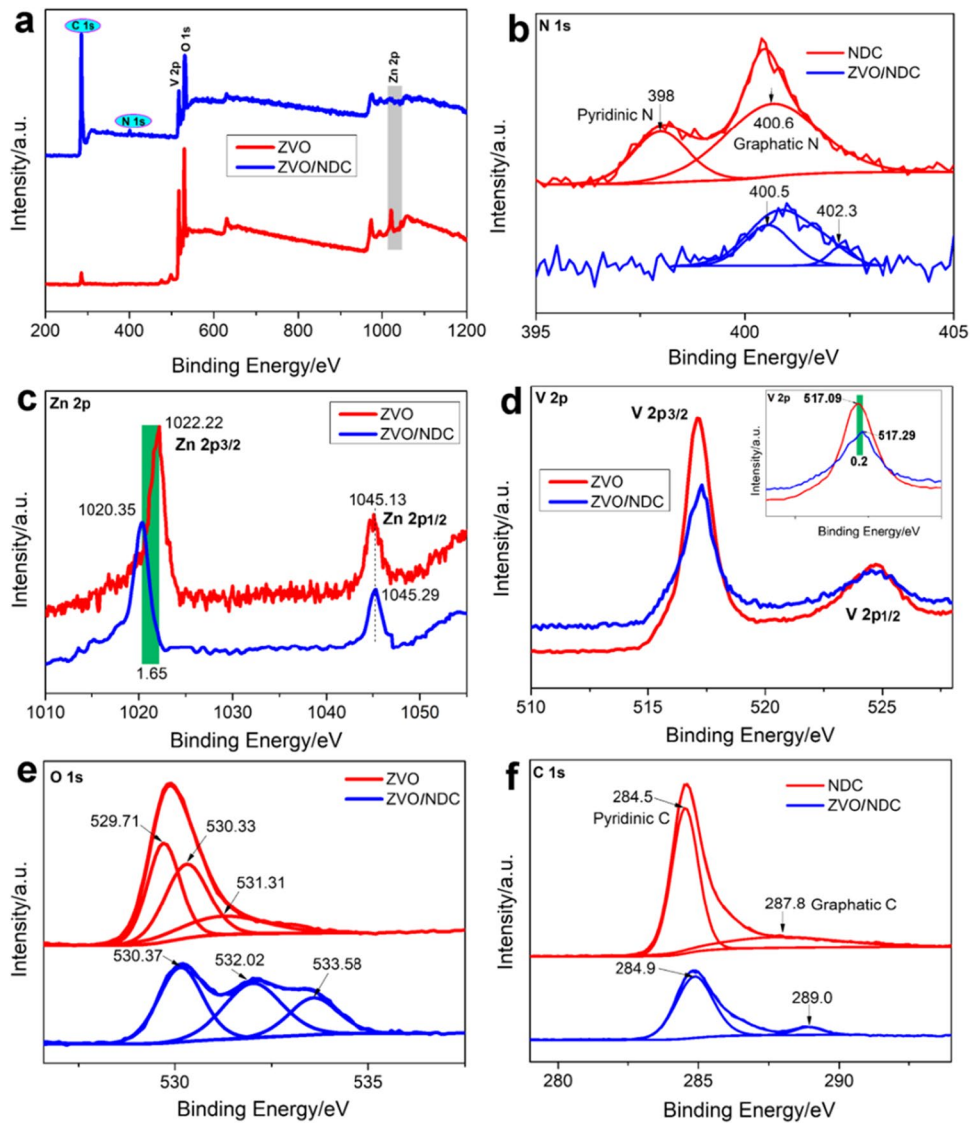 a
C 1s
N 1s
V 2p
O 1s
Zn 2p
ZVO
ZVO/NDC
Intensity/a.u.
200 400 600 800 1000 1200
Binding Energy/eV
b
N 1s
NDC
ZVO/NDC
398
Pyridinic N
400.6
Graphatic N
400.5
402.3
Intensity/a.u.
395 400 405
Binding Energy/eV
c
Zn 2p
1022.22
Zn 2p3/2
ZVO
ZVO/NDC
1020.35
1045.13
Zn 2p1/2
1045.29
1.65
Intensity/a.u.
1010 1020 1030 1040 1050
Binding Energy/eV
d
V 2p
V 2p3/2
ZVO
ZVO/NDC
V 2p
517.09
517.29
0.2
Intensity/a.u.
Binding Energy/eV
V 2p1/2
Intensity/a.u.
510 515 520 525
Binding Energy/eV
e
O 1s
ZVO
ZVO/NDC
529.71
530.33
531.31
530.37
532.02
533.58
Intensity/a.u.
530 535
Binding Energy/eV
f
C 1s
NDC
ZVO/NDC
284.5
Pyridinic C
287.8 Graphatic C
284.9
289.0
Intensity/a.u.
280 285 290
Binding Energy/eV